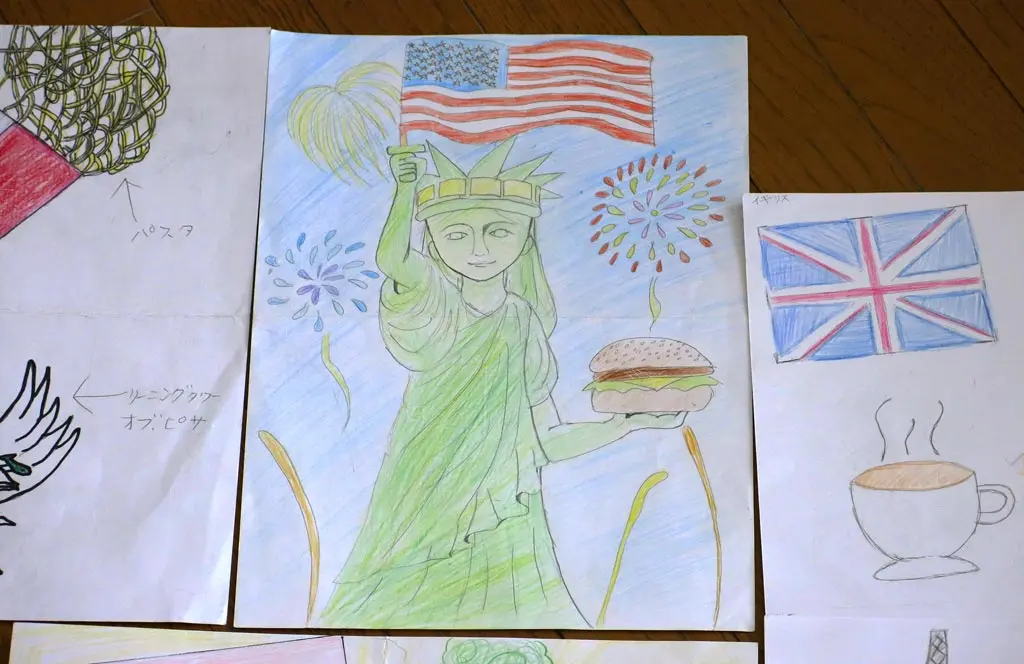 パスタ
リーニングタワー
オブ・ピサ
イギリス